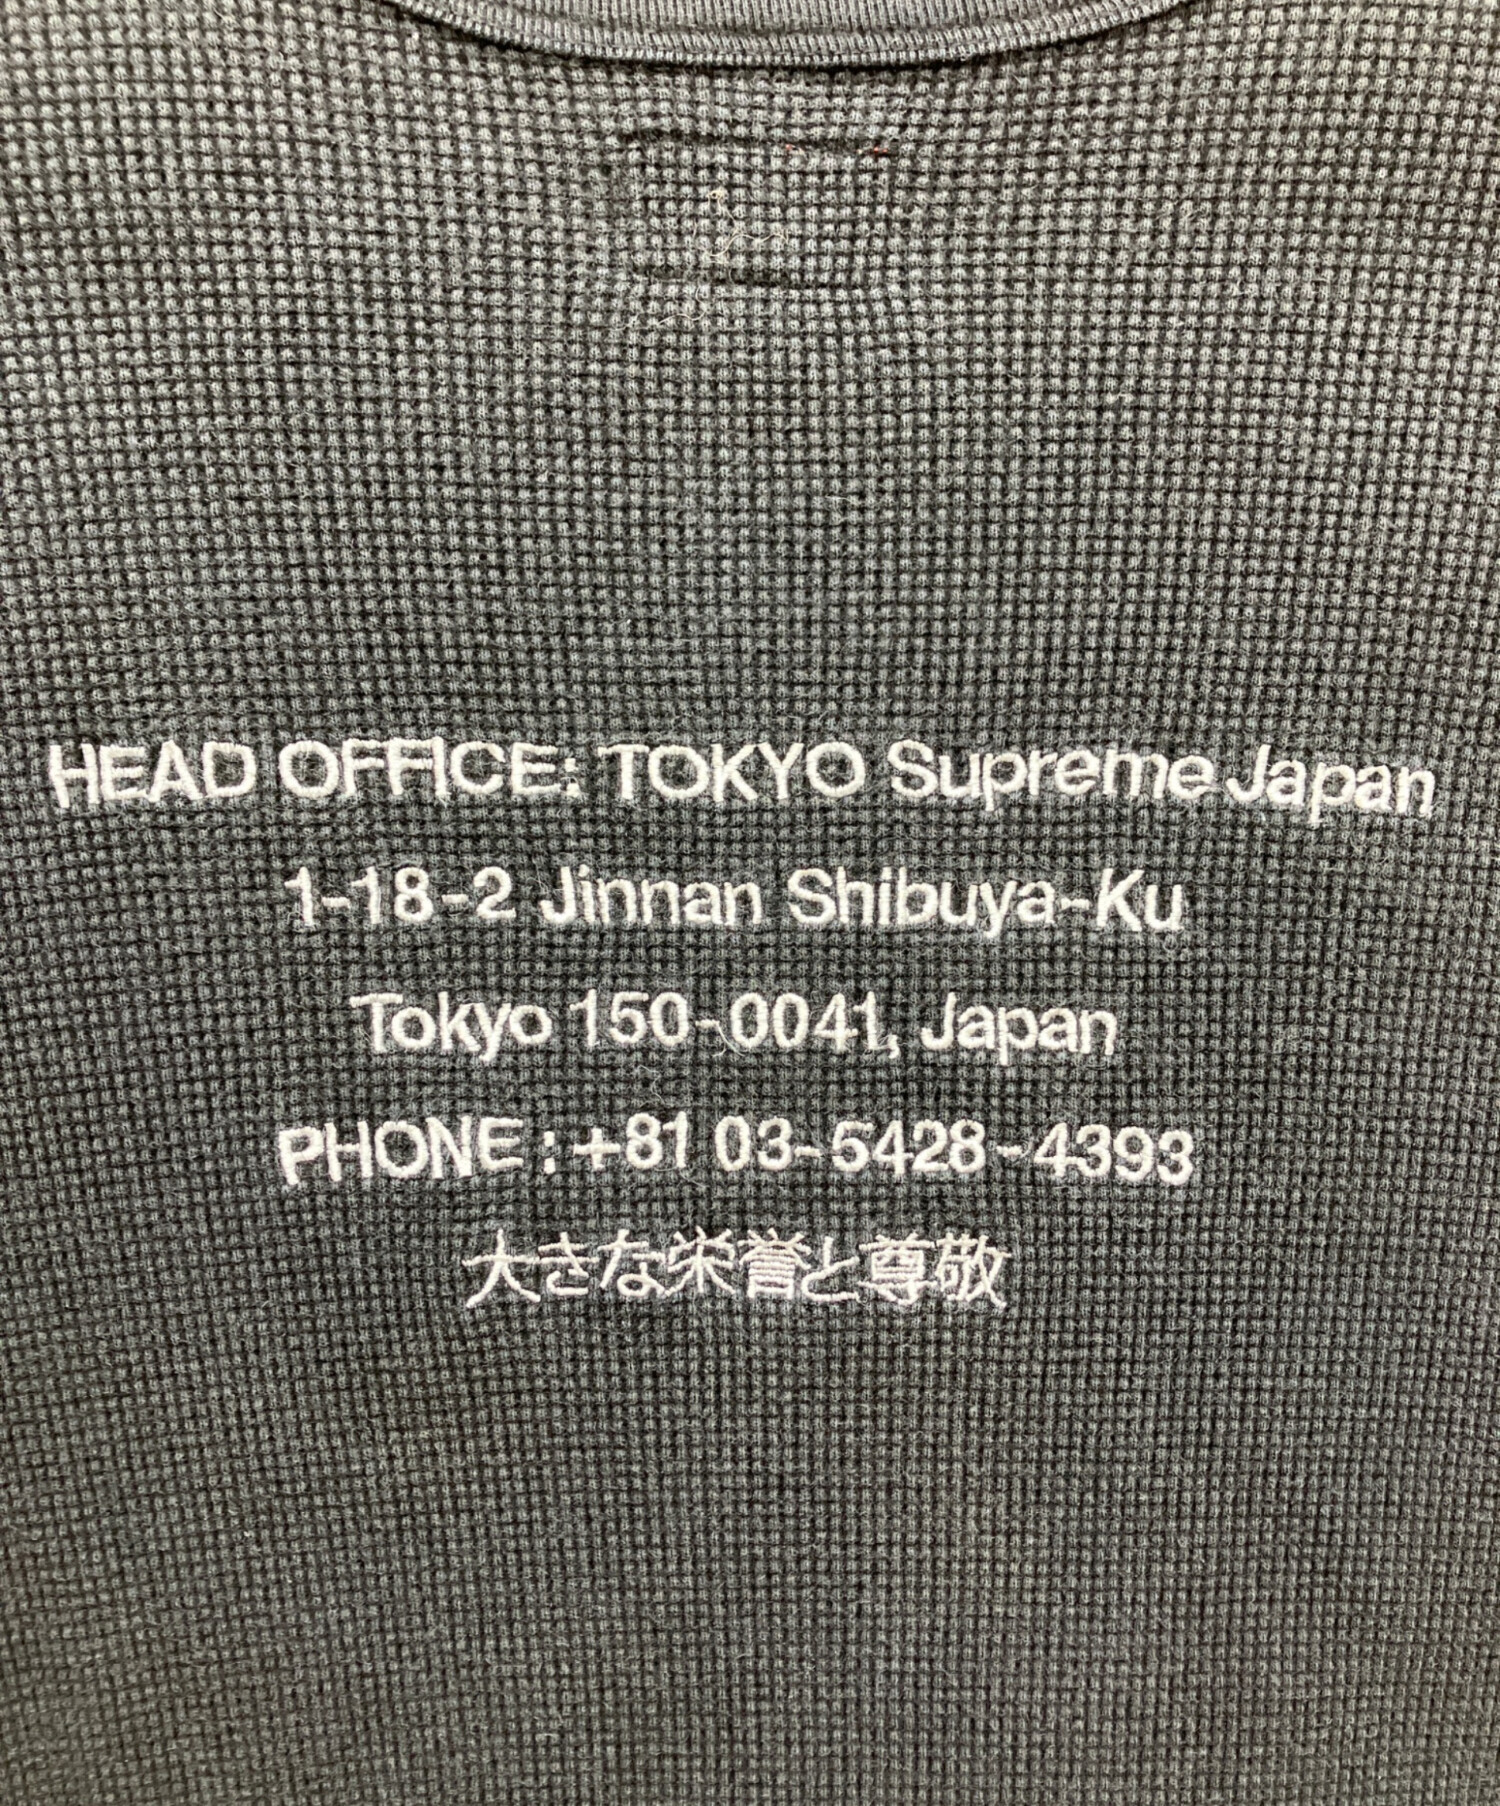 HEAD OFFICE: TOKYO Supreme Japan
1-18-2 Jinnan Shibuya-Ku
Tokyo 150-0041, Japan
PHONE : +81 03-5428-4393
大きな栄誉と尊敬